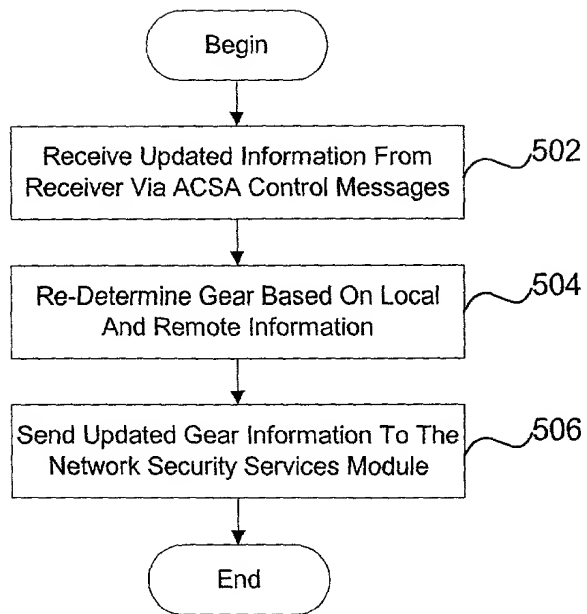 Begin
Receive Updated Information From
Receiver Via ACSA Control Messages
502
Re-Determine Gear Based On Local
And Remote Information
504
Send Updated Gear Information To The
Network Security Services Module
506
End